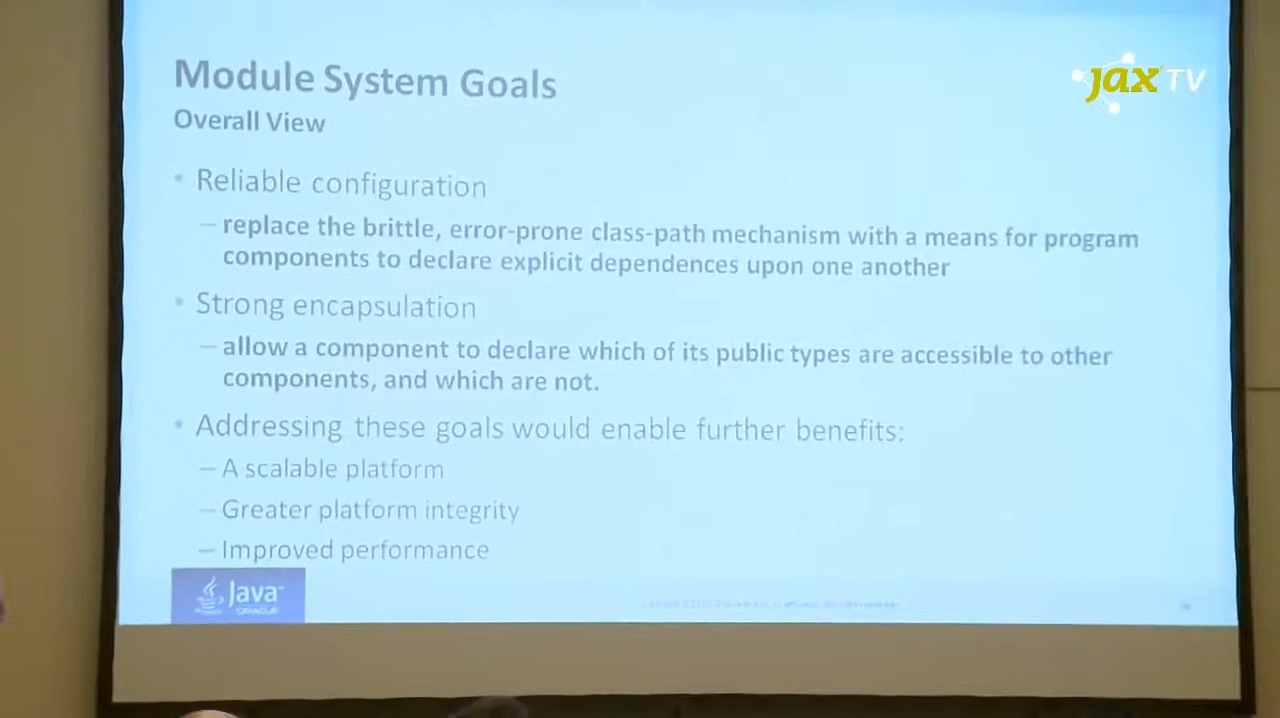 Module System Goals
jax TV
Overall View
• Reliable configuration
– replace the brittle, error-prone class-path mechanism with a means for program
components to declare explicit dependences upon one another
• Strong encapsulation
– allow a component to declare which of its public types are accessible to other
components, and which are not.
• Addressing these goals would enable further benefits:
– A scalable platform
– Greater platform integrity
– Improved performance
Java™
ORACLE